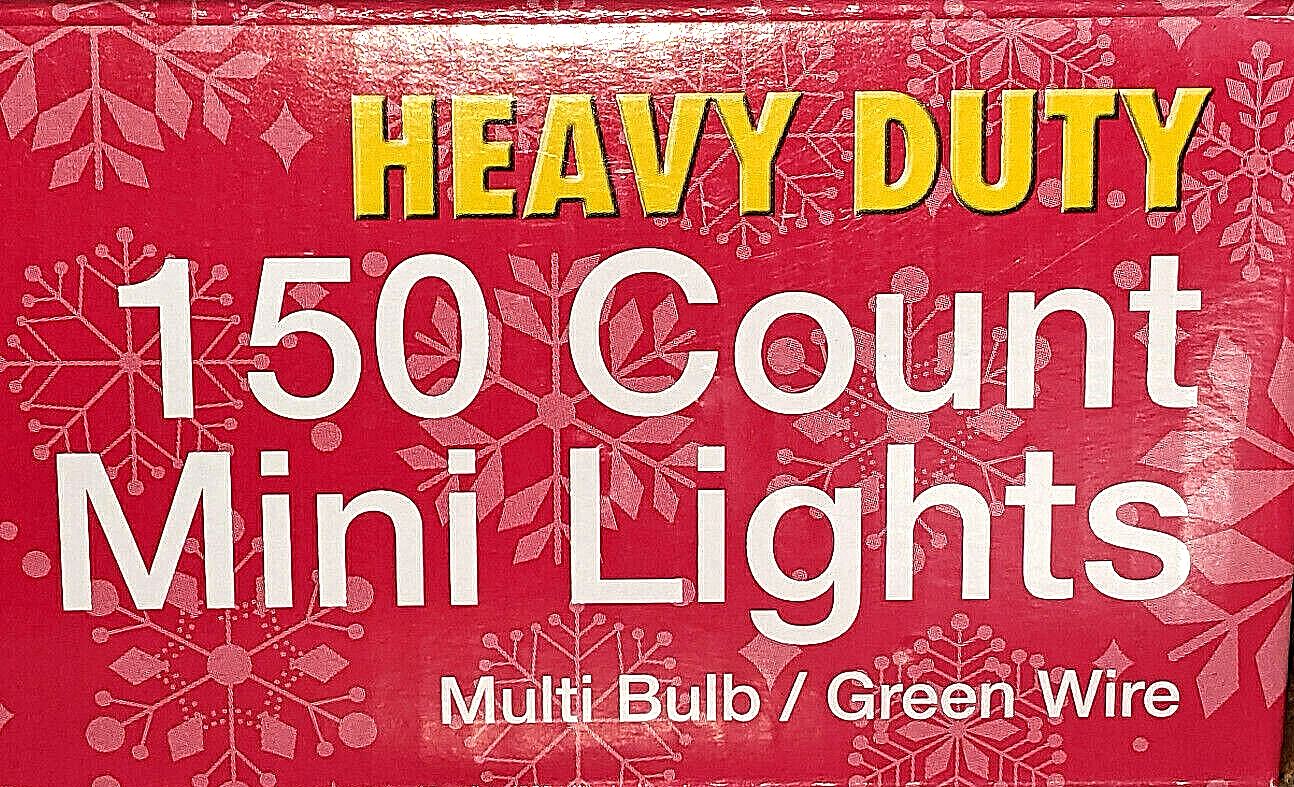 HEAVY DUTY
150 Count
Mini Lights
Multi Bulb / Green Wire